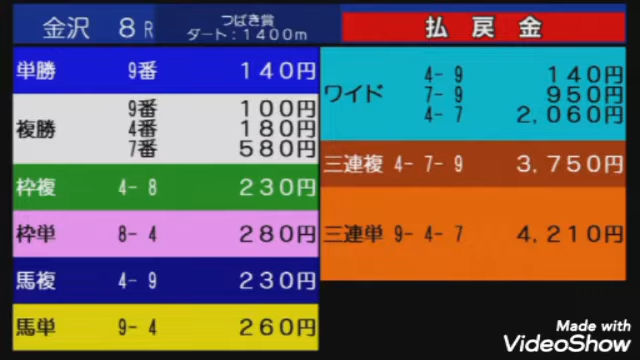 金沢 8R
つばき賞
ダート:1400m
払戻金
単勝 9番 140円
複勝
9番 100円
4番 180円
7番 580円
枠複 4-8 230円
枠単 8-4 280円
馬複 4-9 230円
馬単 9-4 260円
ワイド
4-9 140円
7-9 950円
4-7 2,060円
三連複 4-7-9 3,750円
三連単 9-4-7 4,210円
Made with
VideoShow